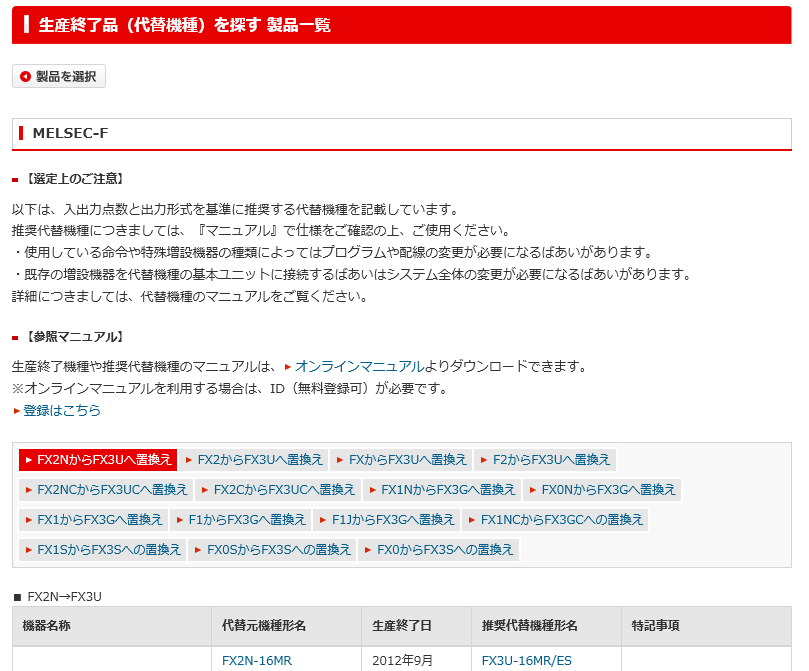 生産終了品（代替機種）を探す 製品一覧
製品を選択
MELSEC-F
【選定上のご注意】
以下は、入出力点数と出力形式を基準に推奨する代替機種を記載しています。
推奨代替機種につきましては、『マニュアル』で仕様をご確認の上、ご使用ください。
・使用している命令や特殊増設機器の種類によってはプログラムや配線の変更が必要になるばあいがあります。
・既存の増設機器を代替機種の基本ユニットに接続するばあいはシステム全体の変更が必要になるばあいがあります。
詳細につきましては、代替機種のマニュアルをご覧ください。
【参照マニュアル】
生産終了機種や推奨代替機種のマニュアルは、オンラインマニュアルよりダウンロードできます。
※オンラインマニュアルを利用する場合は、ID（無料登録可）が必要です。
登録はこちら
FX2NからFX3Uへ置換え FX2からFX3Uへ置換え FXからFX3Uへ置換え F2からFX3Uへ置換え
FX2NCからFX3UCへ置換え FX2CからFX3UCへ置換え FX1NからFX3Gへ置換え FX0NからFX3Gへ置換え
FX1からFX3Gへ置換え F1からFX3Gへ置換え F1JからFX3Gへ置換え FX1NCからFX3GCへの置換え
FX1SからFX3Sへの置換え FX0SからFX3Sへの置換え FX0からFX3Sへの置換え
■ FX2N→FX3U
機器名称 代替元機種形名 生産終了日 推奨代替機種形名 特記事項
FX2N-16MR 2012年9月 FX3U-16MR/ES